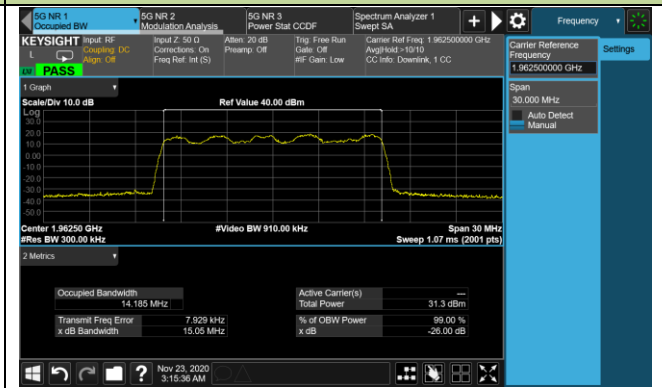 5G NR 1
Occupied BW
5G NR 2
Modulation Analysis
5G NR 3
Power Stat CCDF
Spectrum Analyzer 1
Swept SA
Frequency
KEYSIGHT
L
PASS
Input: RF
Coupling: DC
Align: Off
Input Z: 50 Ω
Corrections: On
Freq Ref: Int (S)
Atten: 20 dB
Preamp: Off
Trig: Free Run
Gate: Off
#IF Gain: Low
Carrier Ref Freq: 1.962500000 GHz
Avg|Hold:>10/10
CC Info: Downlink, 1 CC
Carrier Reference Frequency
1.962500000 GHz
Settings
Span
30.000 MHz
Auto Detect
Manual
1 Graph
Scale/Div 10.0 dB
Ref Value 40.00 dBm
Log
30.0
20.0
10.0
0.00
-10.0
-20.0
-30.0
-40.0
-50.0
Center 1.96250 GHz
#Video BW 910.00 kHz
Span 30 MHz
#Res BW 300.00 kHz
Sweep 1.07 ms (2001 pts)
2 Metrics
Occupied Bandwidth
14.185 MHz
Active Carrier(s)
---
Total Power
31.3 dBm
Transmit Freq Error
7.929 kHz
% of OBW Power
99.00 %
x dB Bandwidth
15.05 MHz
x dB
-26.00 dB
?
Nov 23, 2020
3:15:36 AM